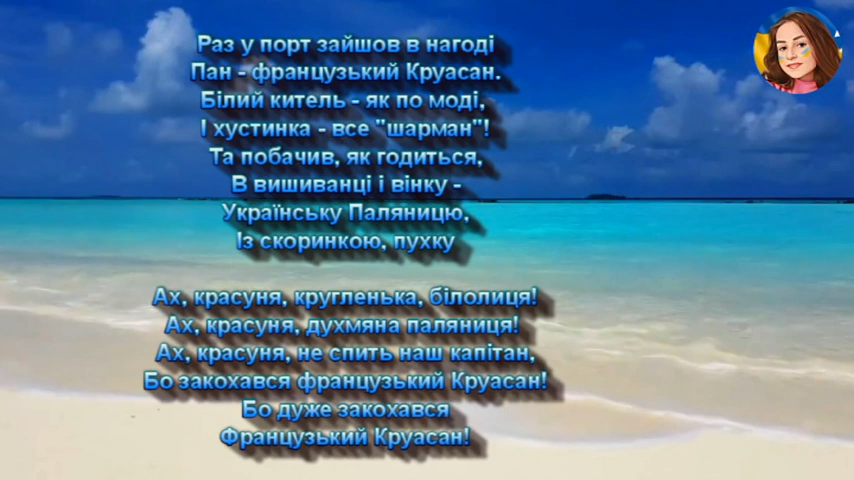 Раз у порт зайшов в нагоді
Пан - французький Круасан.
Білий китель - як по моді,
І хустинка - все "шарман"!
Та побачив, як годиться,
В вишиванці і вінку -
Українську Паляницю,
Із скоринкою, пухку
Ах, красуня, кругленька, білолиця!
Ах, красуня, духмяна паляниця!
Ах, красуня, не спить наш капітан,
Бо закохався французький Круасан!
Бо дуже закохався
Французький Круасан!